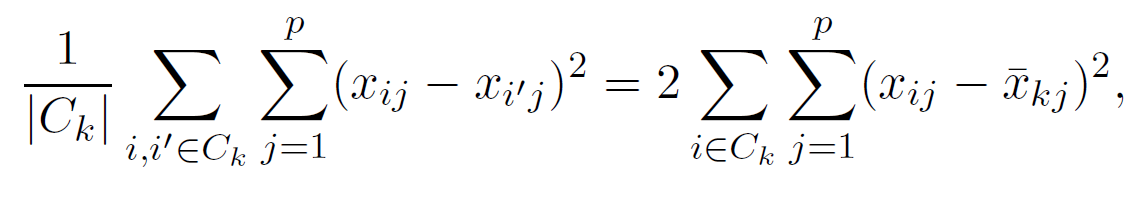 \frac{1}{|C_k|} \sum_{i,i' \in C_k} \sum_{j=1}^{p} (x_{ij} - x_{i'j})^2 = 2 \sum_{i \in C_k} \sum_{j=1}^{p} (x_{ij} - \bar{x}_{kj})^2,